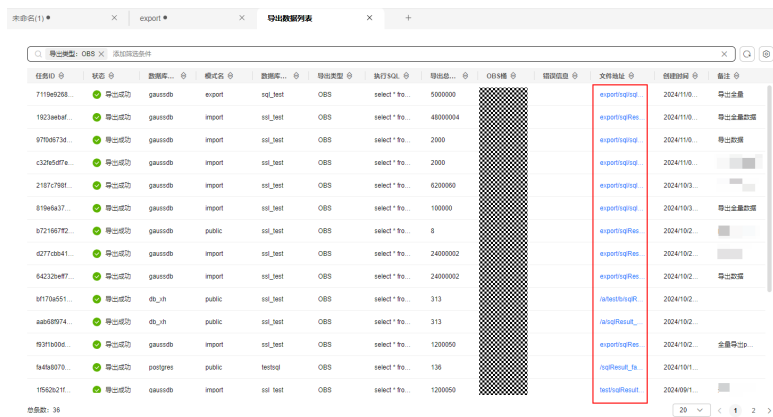 未命名(1) × export × 导出数据列表 × +
导出类型: OBS × 添加筛选条件 ×
任务ID 状态 数据库... 模式名 数据库... 导出类型 执行SQL 导出总... OBS桶 错误信息 文件地址 创建时间 备注
7119e9268... 导出成功 gaussdb export sql_test OBS select * fro... 5000000 export/sql/sql... 2024/11/0... 导出全量
1923aebaf... 导出成功 gaussdb import ssl_test OBS select * fro... 48000004 export/sqlRes... 2024/11/0... 导出全量数据
97f0d673d... 导出成功 gaussdb import ssl_test OBS select * fro... 2000 export/sql/sql... 2024/11/0... 导出数据
c32fe5df7e... 导出成功 gaussdb import ssl_test OBS select * fro... 2000 export/sql/sql... 2024/11/0...
2187c798f... 导出成功 gaussdb import ssl_test OBS select * fro... 6200060 export/sql/sql... 2024/10/3...
819e6a37... 导出成功 gaussdb import ssl_test OBS select * fro... 100000 export/sql/sql... 2024/10/3... 导出全量数据
b721667ff2... 导出成功 gaussdb public ssl_test OBS select * fro... 8 export/sqlRes... 2024/10/2...
d277cbb41... 导出成功 gaussdb import ssl_test OBS select * fro... 24000002 export/sqlRes... 2024/10/2...
64232beff7... 导出成功 gaussdb import ssl_test OBS select * fro... 24000002 export/sqlRes... 2024/10/2... 导出数据
bf170a551... 导出成功 db_xh public ssl_test OBS select * fro... 313 /a/test/b/sqlR... 2024/10/2...
aab68f974... 导出成功 db_xh public ssl_test OBS select * fro... 313 /a/sqlResult_... 2024/10/2...
f93f1b00d... 导出成功 gaussdb import ssl_test OBS select * fro... 1200050 export/sqlRes... 2024/10/2... 全量导出p...
fa4fa8070... 导出成功 postgres public testsql OBS select * fro... 136 /sqlResult_fa... 2024/10/1...
1f562b21f... 导出成功 gaussdb import ssl_test OBS select * fro... 1200050 test/sqlResult... 2024/09/1...
总条数: 36 20 < 1 2 >